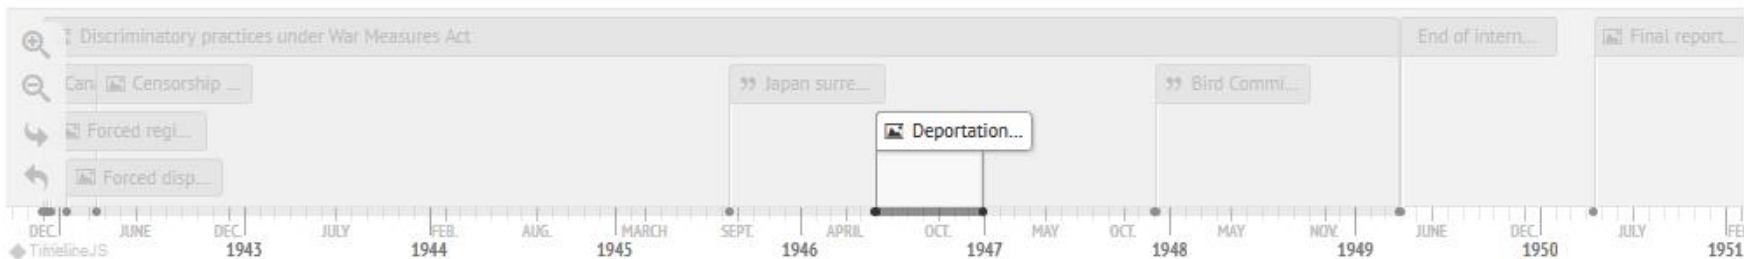 Discriminatory practices under War Measures Act
End of intern...
Final report...
Can
Censorship ...
Japan surre...
Bird Commi...
Forced regi...
Deportation...
Forced disp...
DEC. JUNE DEC. JULY FEB. AUG. MARCH SEPT. APRIL OCT. MAY OCT. MAY NOV. JUNE DEC. JULY FE
TimelineJS 1943 1944 1945 1946 1947 1948 1949 1950 1951